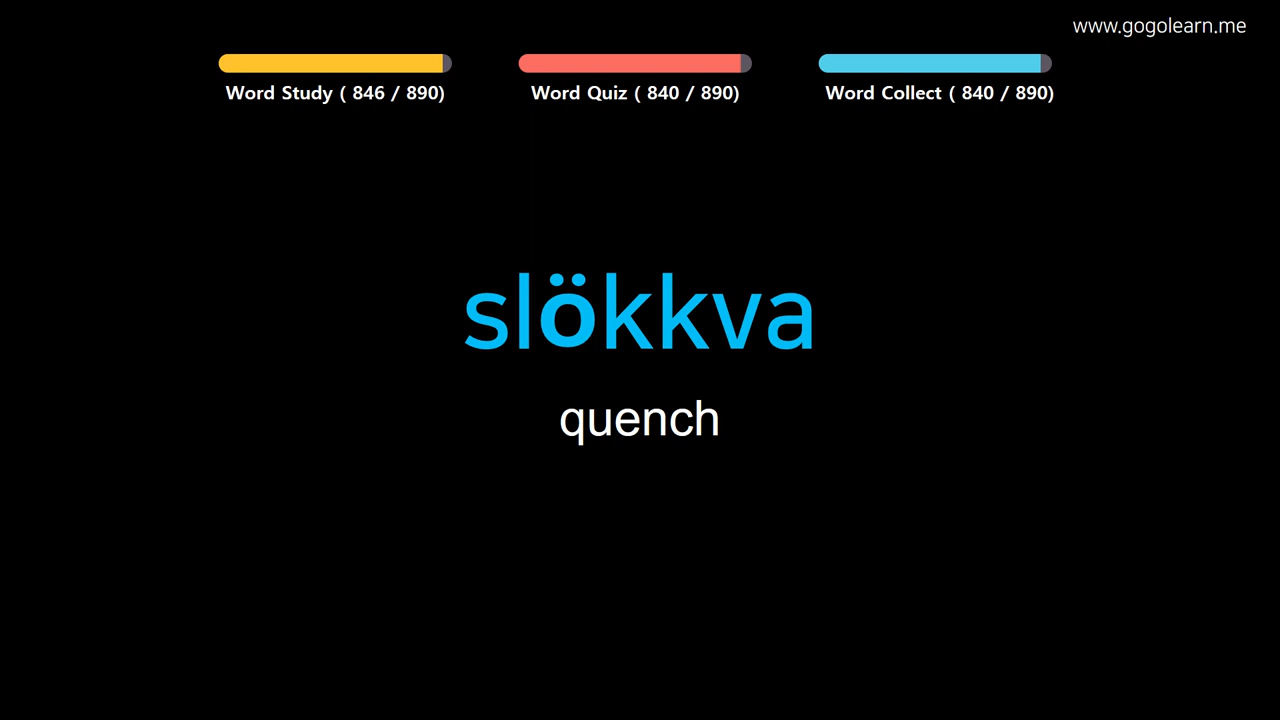 www.gogolearn.me
Word Study ( 846 / 890)
Word Quiz ( 840 / 890)
Word Collect ( 840 / 890)
slökkva
quench